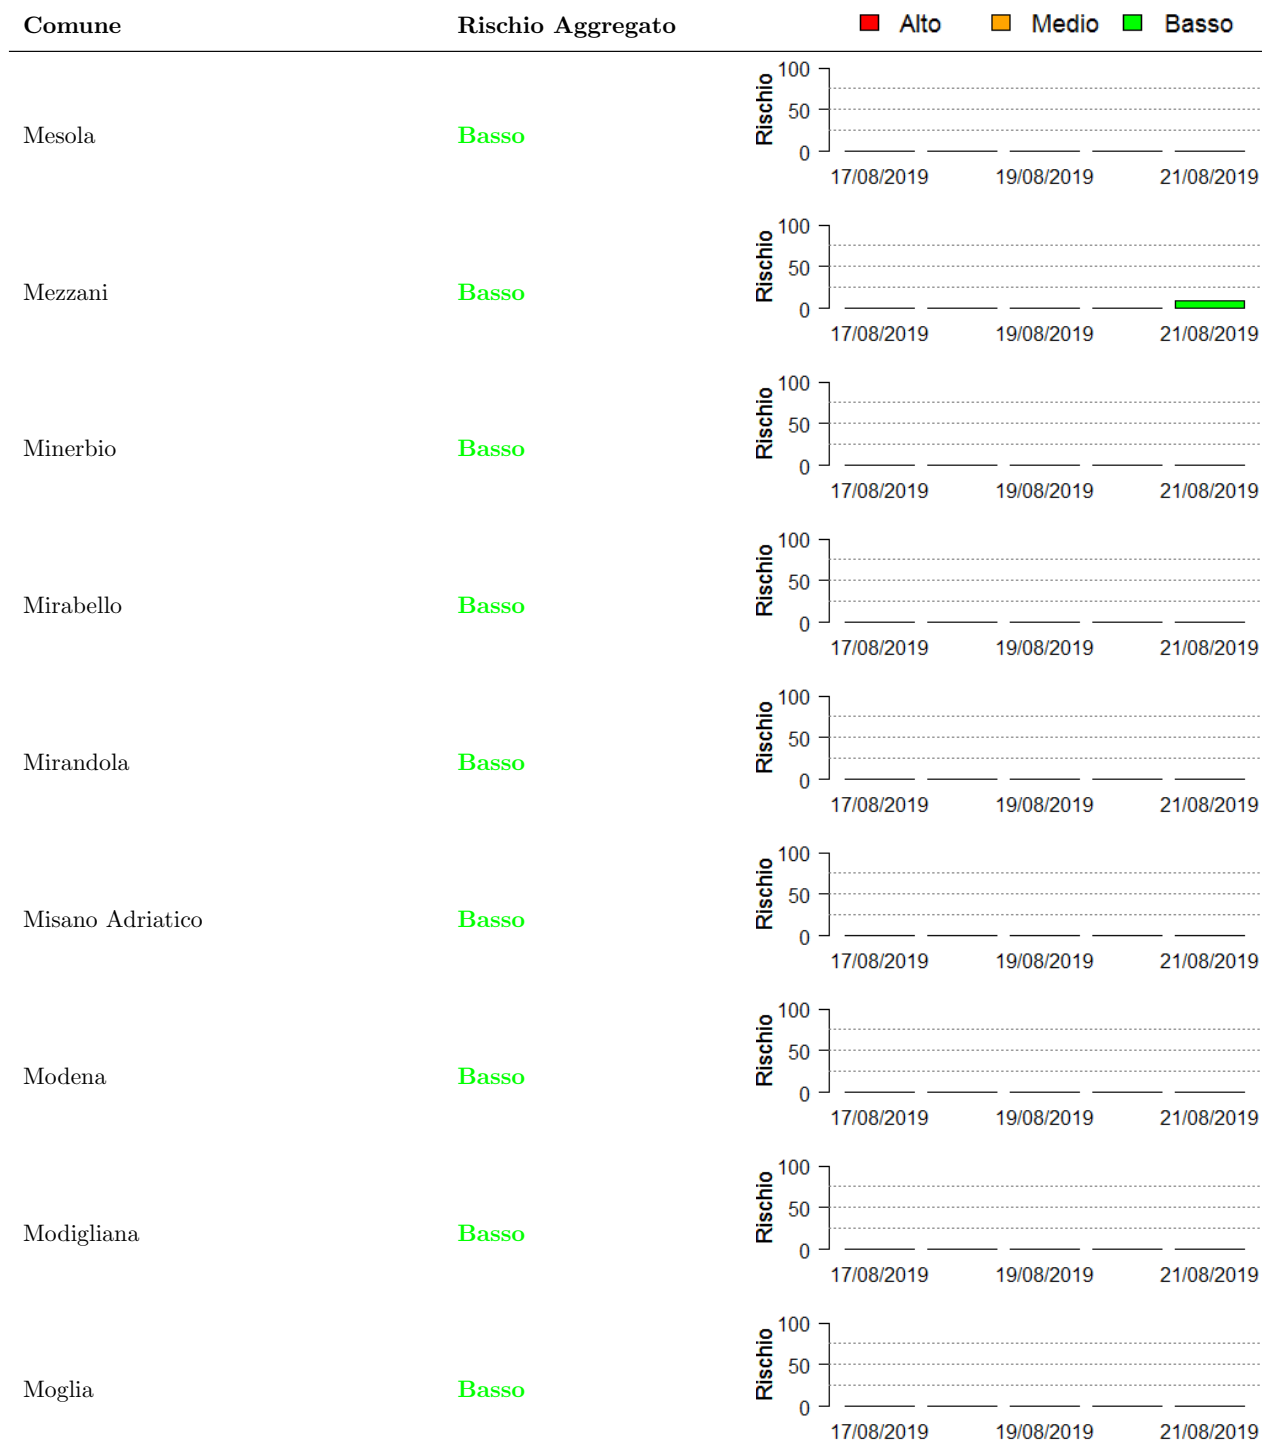 Comune Rischio Aggregato Alto Medio Basso
100
50
0
Rischio
Mesola Basso
17/08/2019 19/08/2019 21/08/2019
100
50
0
Rischio
Mezzani Basso
17/08/2019 19/08/2019 21/08/2019
100
50
0
Rischio
Minerbio Basso
17/08/2019 19/08/2019 21/08/2019
100
50
0
Rischio
Mirabello Basso
17/08/2019 19/08/2019 21/08/2019
100
50
0
Rischio
Mirandola Basso
17/08/2019 19/08/2019 21/08/2019
100
50
0
Rischio
Misano Adriatico Basso
17/08/2019 19/08/2019 21/08/2019
100
50
0
Rischio
Modena Basso
17/08/2019 19/08/2019 21/08/2019
100
50
0
Rischio
Modigliana Basso
17/08/2019 19/08/2019 21/08/2019
100
50
0
Rischio
Moglia Basso
17/08/2019 19/08/2019 21/08/2019